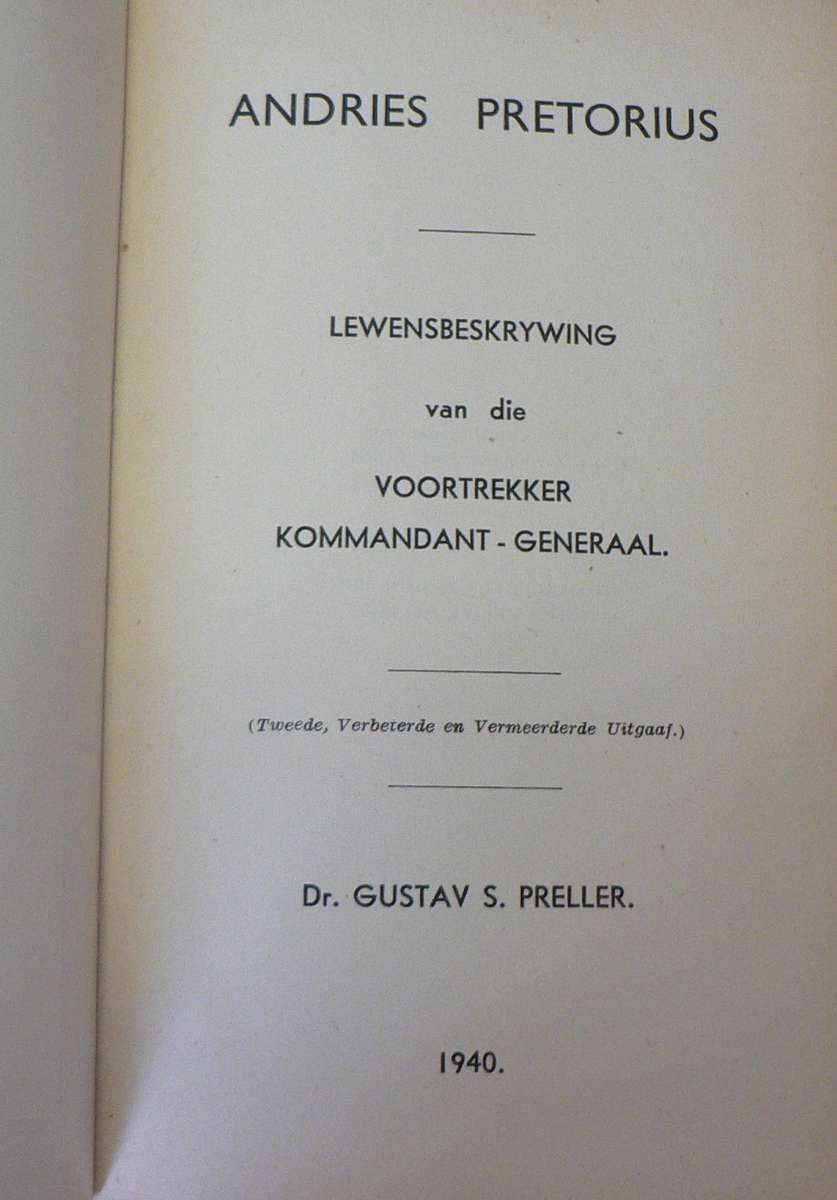 ANDRIES PRETORIUS
LEWENSBESKRYWING
van die
VOORTREKKER
KOMMANDANT - GENERAAL.
(Tweede, Verbeterde en Vermeerderde Uitgaaf.)
Dr. GUSTAV S. PRELLER.
1940.